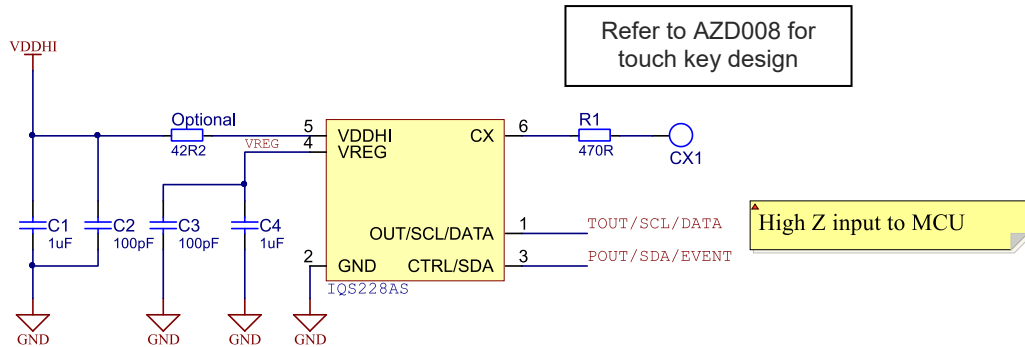 Refer to AZD008 for
touch key design
VDDHI
Optional
42R2
VREG
5
4
VDDHI
VREG
CX
6
R1
470R
CX1
C1
1uF
C2
100pF
C3
100pF
C4
1uF
OUT/SCL/DATA
1
TOUT/SCL/DATA
High Z input to MCU
2
GND
CTRL/SDA
3
POUT/SDA/EVENT
IQS228AS
GND
GND
GND
GND